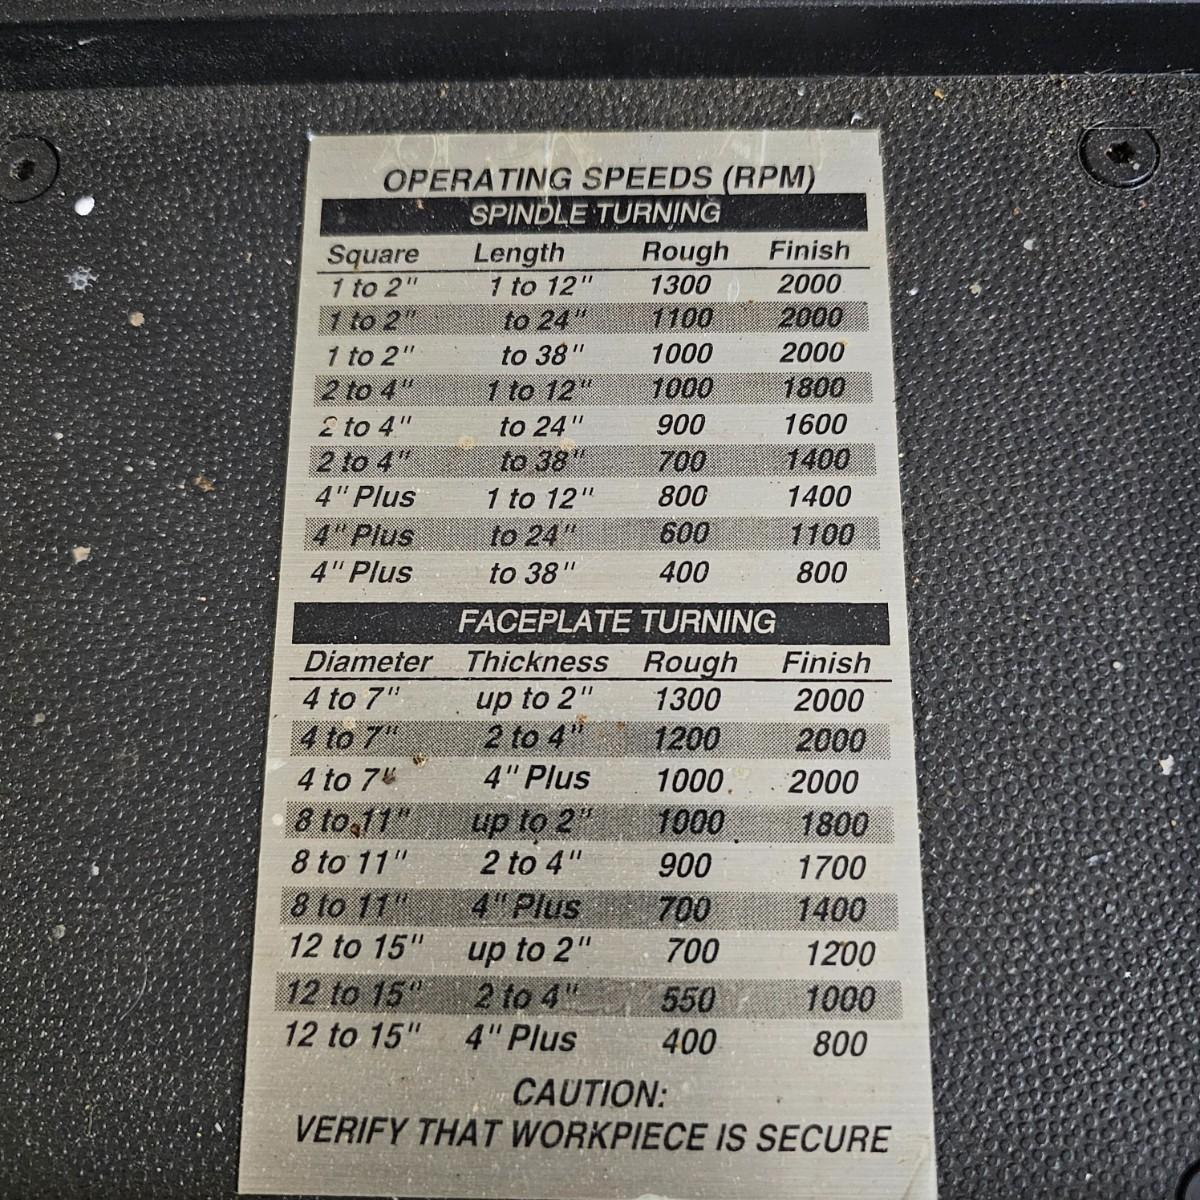 OPERATING SPEEDS (RPM)
SPINDLE TURNING
Square Length Rough Finish
1 to 2" 1 to 12" 1300 2000
1 to 2" to 24" 1100 2000
1 to 2" to 38" 1000 2000
2 to 4" 1 to 12" 1000 1800
2 to 4" to 24" 900 1600
2 to 4" to 38" 700 1400
4" Plus 1 to 12" 800 1400
4" Plus to 24" 600 1100
4" Plus to 38" 400 800
FACEPLATE TURNING
Diameter Thickness Rough Finish
4 to 7" up to 2" 1300 2000
4 to 7" 2 to 4" 1200 2000
4 to 7" 4" Plus 1000 2000
8 to 11" up to 2" 1000 1800
8 to 11" 2 to 4" 900 1700
8 to 11" 4" Plus 700 1400
12 to 15" up to 2" 700 1200
12 to 15" 2 to 4" 550 1000
12 to 15" 4" Plus 400 800
CAUTION:
VERIFY THAT WORKPIECE IS SECURE